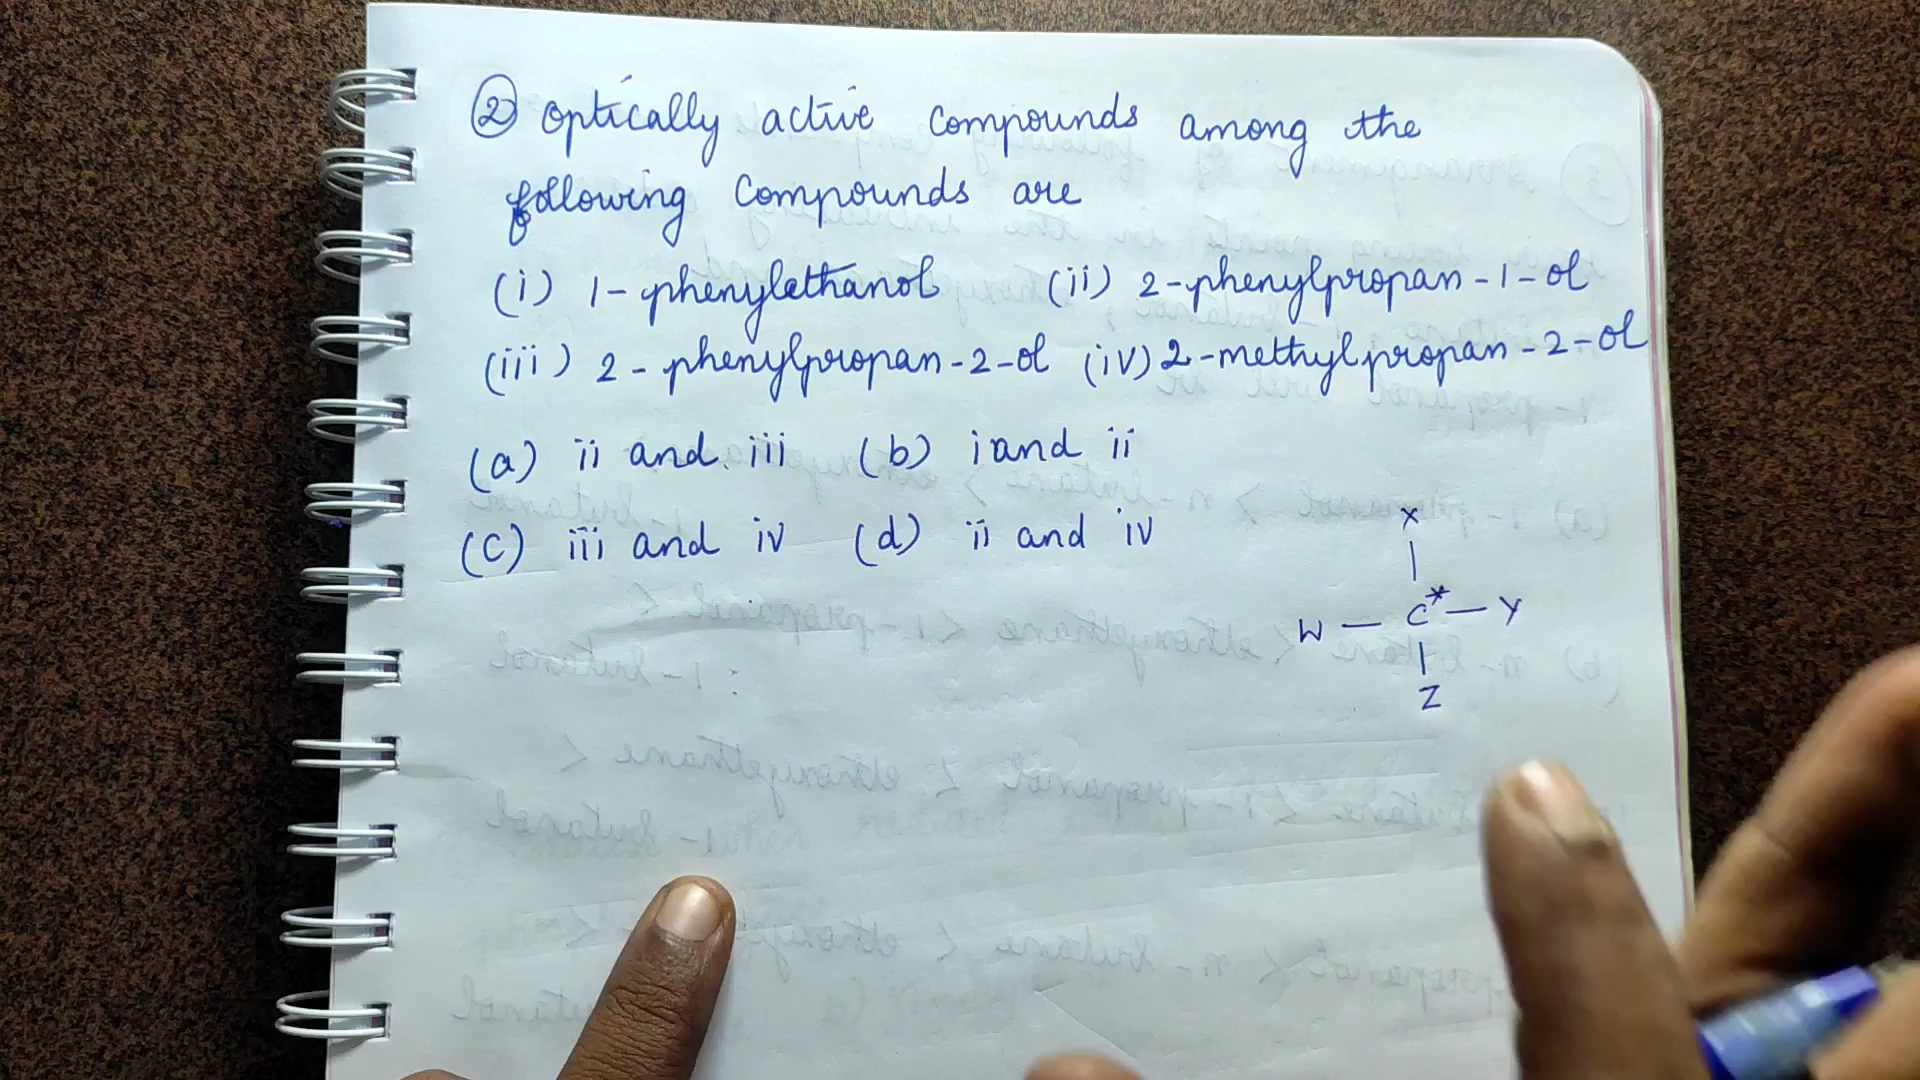 ② Optically active compounds among the
following Compounds are
(i) 1-phenylethanol (ii) 2-phenylpropan-1-ol
(iii) 2-phenylpropan-2-ol (iv) 2-methylpropan-2-ol
(a) ii and iii (b) i and ii
(C) iii and iv (d) ii and iv
X
|
W — C* — Y
|
Z